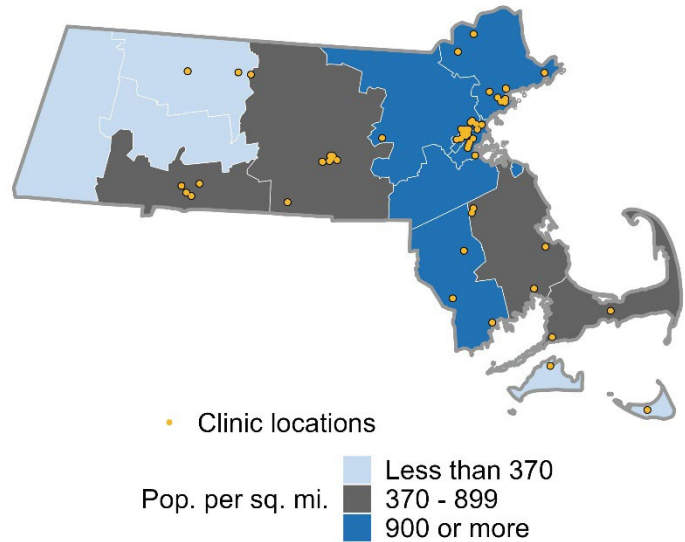 Clinic locations
Less than 370
Pop. per sq. mi. 370 - 899
900 or more